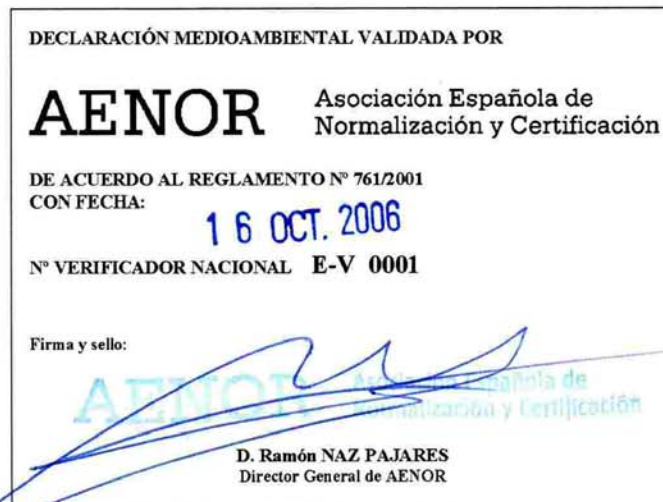 DECLARACIÓN MEDIOAMBIENTAL VALIDADA POR
AENOR
Asociación Española de
Normalización y Certificación
DE ACUERDO AL REGLAMENTO Nº 761/2001
CON FECHA:
16 OCT. 2006
Nº VERIFICADOR NACIONAL E-V 0001
Firma y sello:
AENOR
Asociación Española de
Normalización y Certificación
D. Ramón NAZ PAJARES
Director General de AENOR